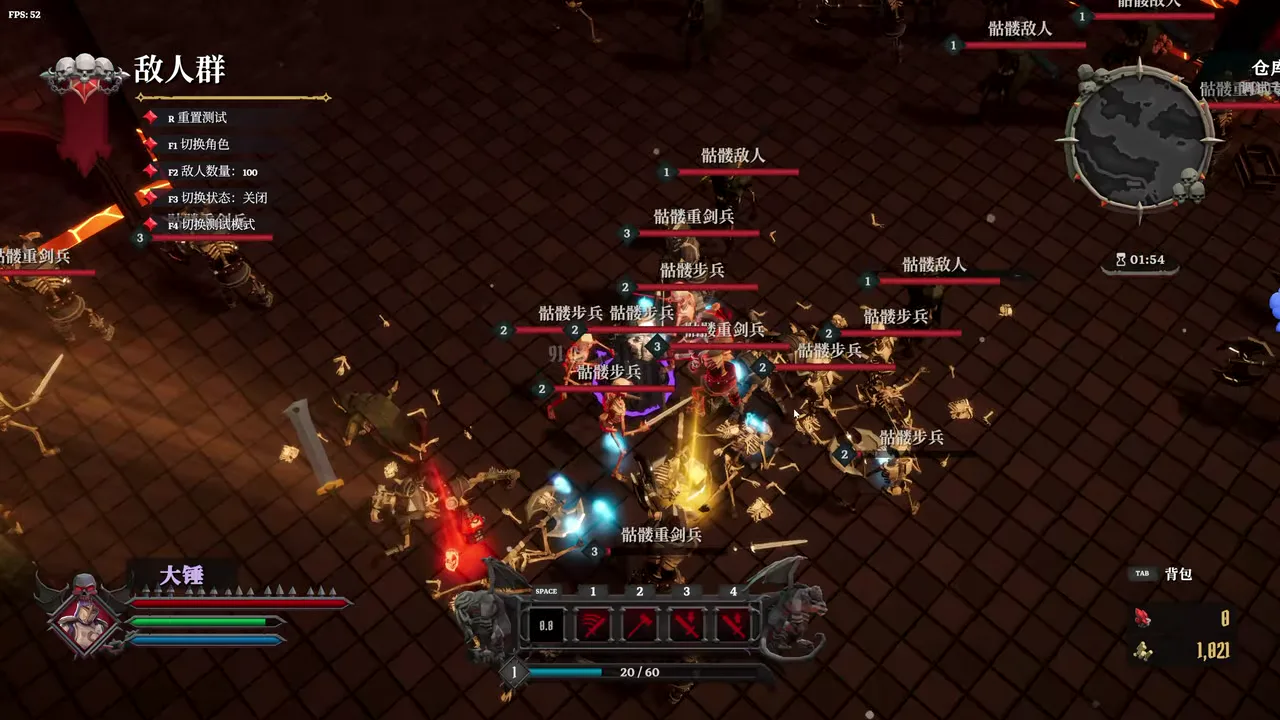 FPS: 52
敌人群
R 重置测试
F1 切换角色
F2 敌人数量: 100
F3 切换状态: 关闭
F4 切换测试模式
3
骷髅重剑兵
骷髅敌人
1
骷髅敌人
1
仓库
骷髅敌人
1
骷髅重剑兵
3
骷髅步兵
2
骷髅敌人
1
骷髅步兵
2
骷髅步兵
2
骷髅重剑兵
3
骷髅步兵
2
骷髅步兵
2
骷髅步兵
2
骷髅步兵
2
骷髅重剑兵
3
01:54
大锤
SPACE 1 2 3 4
0.0
1 20 / 60
TAB 背包
0
1,021